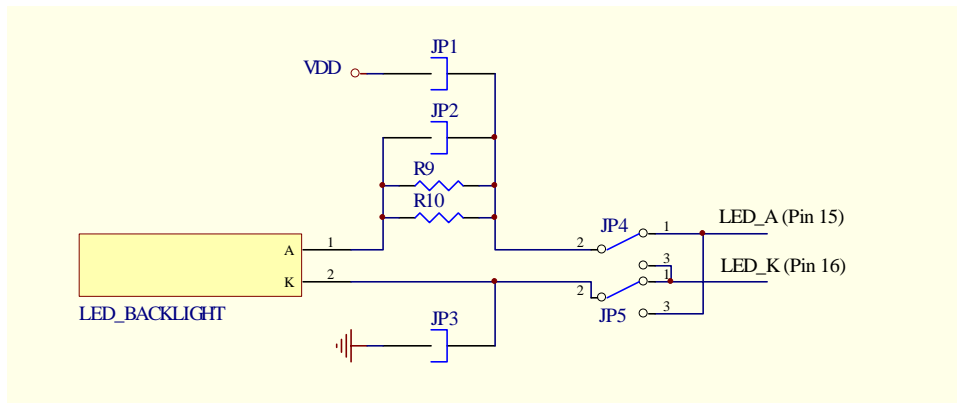 JP1
VDD
JP2
R9
R10
JP4
1
LED_A (Pin 15)
A
1
2
3
LED_K (Pin 16)
K
2
1
2
LED_BACKLIGHT
JP3
JP5
3